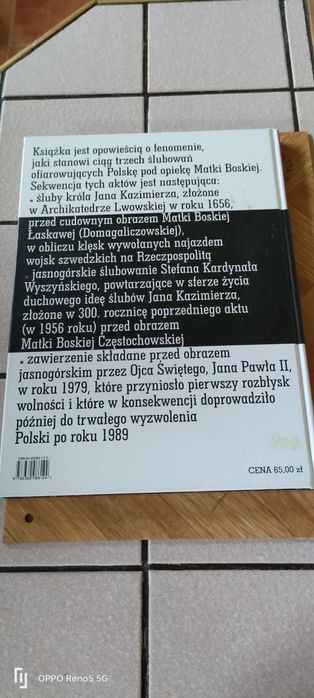 Książka jest opowieścią o fenomenie,
jaki stanowi ciąg trzech ślubowań
ofiarowujących Polskę pod opiekę Matki Boskiej.
Sekwencja tych aktów jest następująca:
• śluby króla Jana Kazimierza, złożone
w Archikatedrze Lwowskiej w roku 1656,
przed cudownym obrazem Matki Boskiej
Łaskawej (Domagaliczowskiej),
w obliczu klęsk wywołanych najazdem
wojsk szwedzkich na Rzeczpospolitą
• jasnogórskie ślubowanie Stefana Kardynała
Wyszyńskiego, powtarzające w sferze życia
duchowego ideę ślubów Jana Kazimierza,
złożone w 300. rocznicę poprzedniego aktu
(w 1956 roku) przed obrazem
Matki Boskiej Częstochowskiej
• zawierzenie składane przed obrazem
jasnogórskim przez Ojca Świętego, Jana Pawła II,
w roku 1979, które przyniosło pierwszy rozbłysk
wolności i które w konsekwencji doprowadziło
później do trwałego wyzwolenia
Polski po roku 1989
CENA 65,00 zł
OPPO Reno5 5G